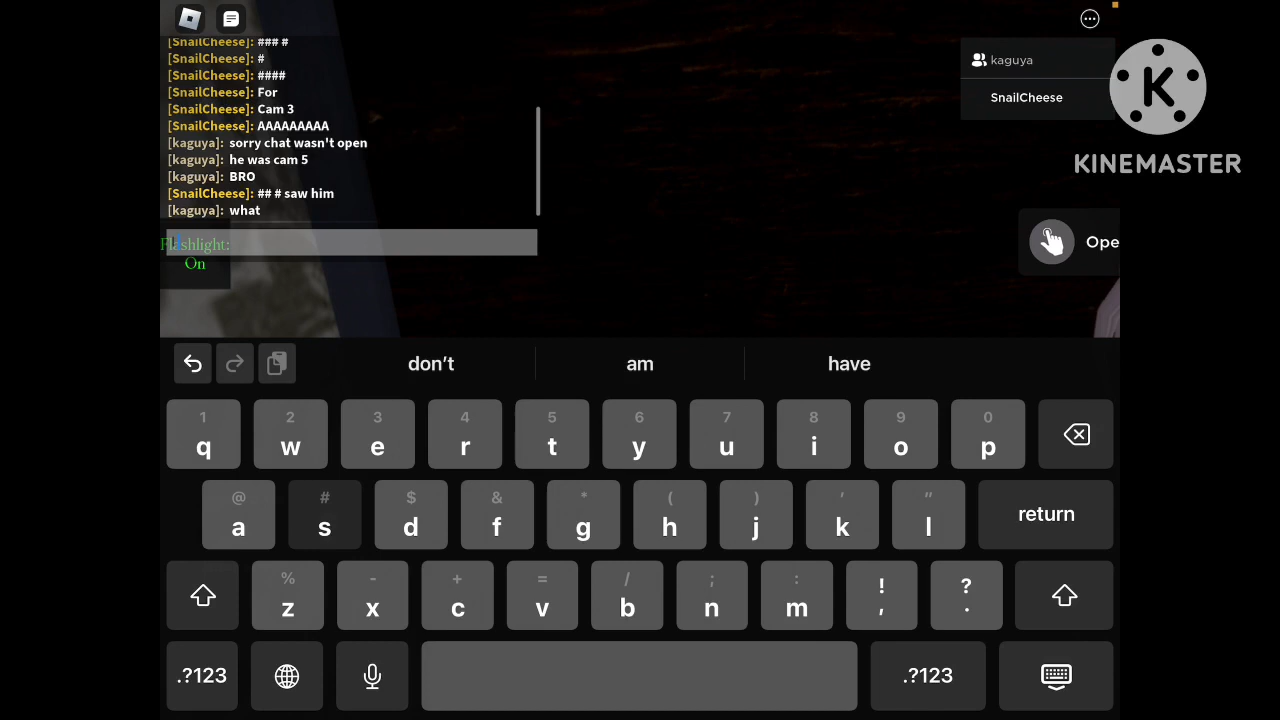 [SnailCheese]: ### #
[SnailCheese]: #
[SnailCheese]: ####
[SnailCheese]: For
[SnailCheese]: Cam 3
[SnailCheese]: AAAAAAAAA
[kaguya]: sorry chat wasn't open
[kaguya]: he was cam 5
[kaguya]: BRO
[SnailCheese]: ## # saw him
[kaguya]: what
Flashlight:
On
kaguya
SnailCheese
K
KINEMASTER
Ope
don't am have
1 2 3 4 5 6 7 8 9 0
q w e r t y u i o p
@ # $ & * ( ) ' "
a s d f g h j k l return
% - + = / ; : ! ?
z x c v b n m , .
.?123 .?123